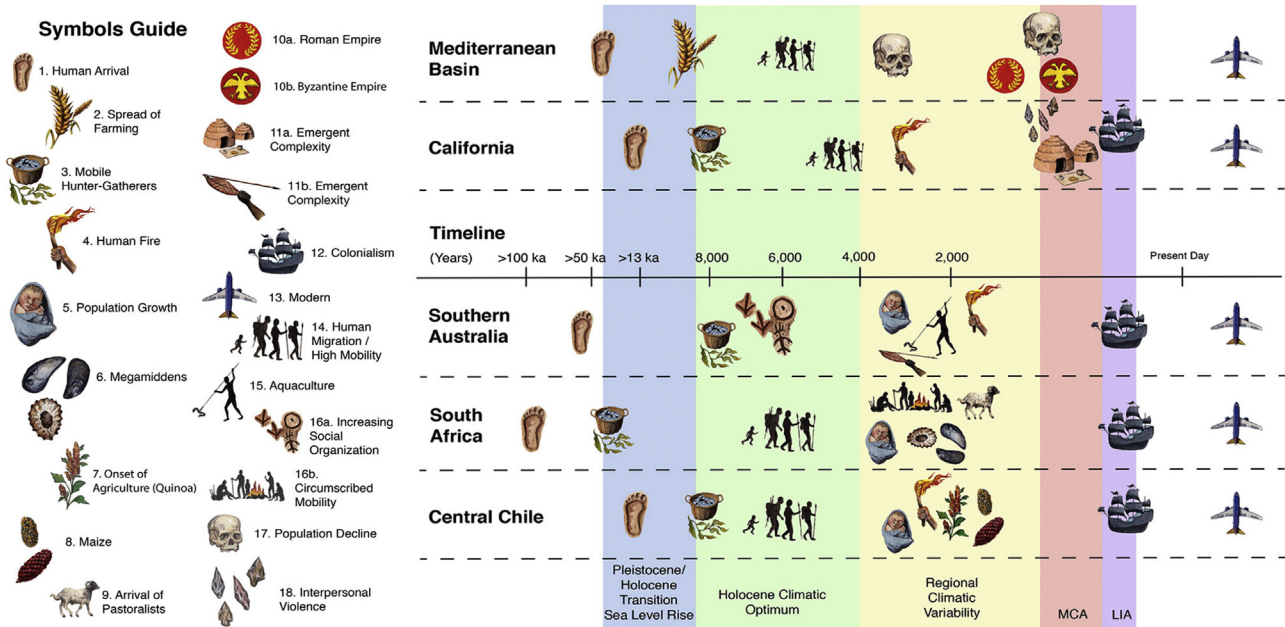 Symbols Guide
1. Human Arrival
2. Spread of
Farming
3. Mobile
Hunter-Gatherers
4. Human Fire
5. Population Growth
6. Megamiddens
7. Onset of
Agriculture (Quinoa)
8. Maize
9. Arrival of
Pastoralists
10a. Roman Empire
10b. Byzantine Empire
11a. Emergent
Complexity
11b. Emergent
Complexity
12. Colonialism
13. Modern
14. Human
Migration /
High Mobility
15. Aquaculture
16a. Increasing
Social
Organization
16b.
Circumscribed
Mobility
17. Population Decline
18. Interpersonal
Violence
Mediterranean
Basin
California
Timeline
(Years) >100 ka >50 ka >13 ka 8,000 6,000 4,000 2,000 Present Day
Southern
Australia
South
Africa
Central Chile
Pleistocene/
Holocene
Transition
Sea Level Rise
Holocene Climatic
Optimum
Regional
Climatic
Variability
MCA
LIA